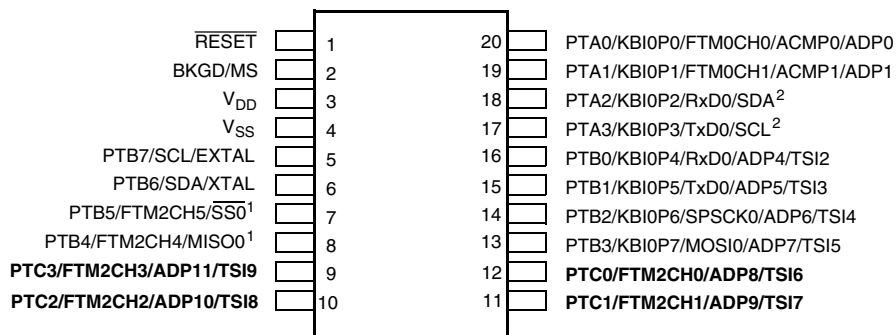 RESET 1 20 PTA0/KBI0P0/FTM0CH0/ACMP0/ADP0
BKGD/MS 2 19 PTA1/KBI0P1/FTM0CH1/ACMP1/ADP1
VDD 3 18 PTA2/KBI0P2/RxD0/SDA2
VSS 4 17 PTA3/KBI0P3/TxD0/SCL2
PTB7/SCL/EXTAL 5 16 PTB0/KBI0P4/RxD0/ADP4/TSI2
PTB6/SDA/XTAL 6 15 PTB1/KBI0P5/TxD0/ADP5/TSI3
PTB5/FTM2CH5/SS01 7 14 PTB2/KBI0P6/SPSCK0/ADP6/TSI4
PTB4/FTM2CH4/MISO01 8 13 PTB3/KBI0P7/MOSI0/ADP7/TSI5
PTC3/FTM2CH3/ADP11/TSI9 9 12 PTC0/FTM2CH0/ADP8/TSI6
PTC2/FTM2CH2/ADP10/TSI8 10 11 PTC1/FTM2CH1/ADP9/TSI7